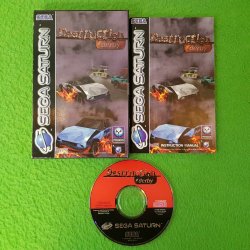 SEGA SATURN
Destruction
derby
SEGA SATURN
Destruction
derby
INSTRUCTION MANUAL
Destruction
derby
SEGA SATURN